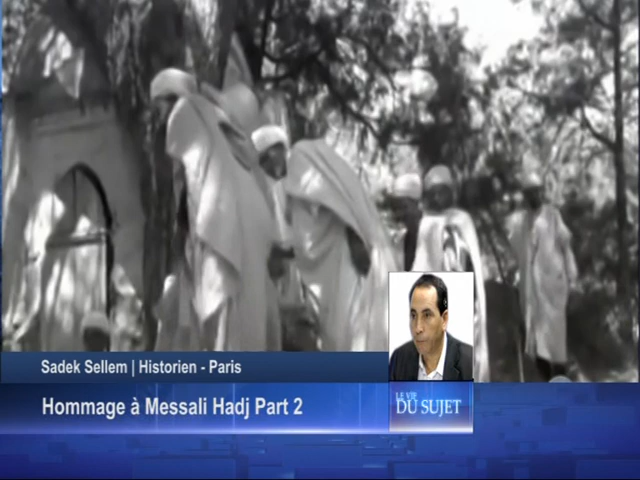 Sadek Sellem | Historien - Paris
Hommage à Messali Hadj Part 2
LE VIF
DU SUJET